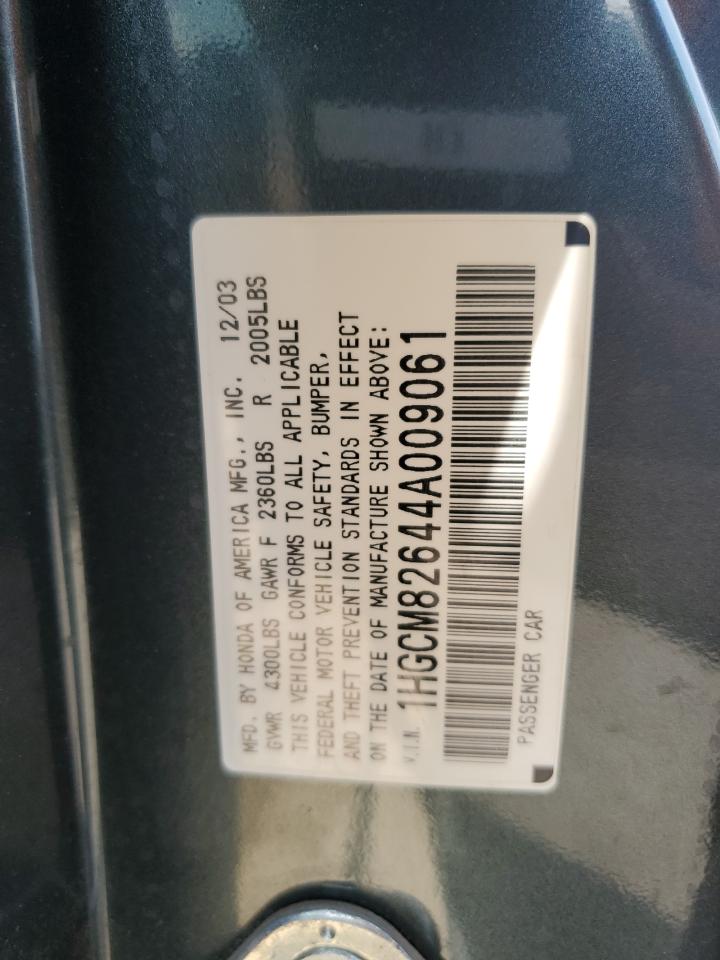 MFD. BY HONDA OF AMERICA MFG., INC. 12/03
GVWR 4300LBS GAWR F 2360LBS R 2005LBS
THIS VEHICLE CONFORMS TO ALL APPLICABLE
FEDERAL MOTOR VEHICLE SAFETY, BUMPER,
AND THEFT PREVENTION STANDARDS IN EFFECT
ON THE DATE OF MANUFACTURE SHOWN ABOVE:
V.I.N. 1HGCM82644A009061
PASSENGER CAR